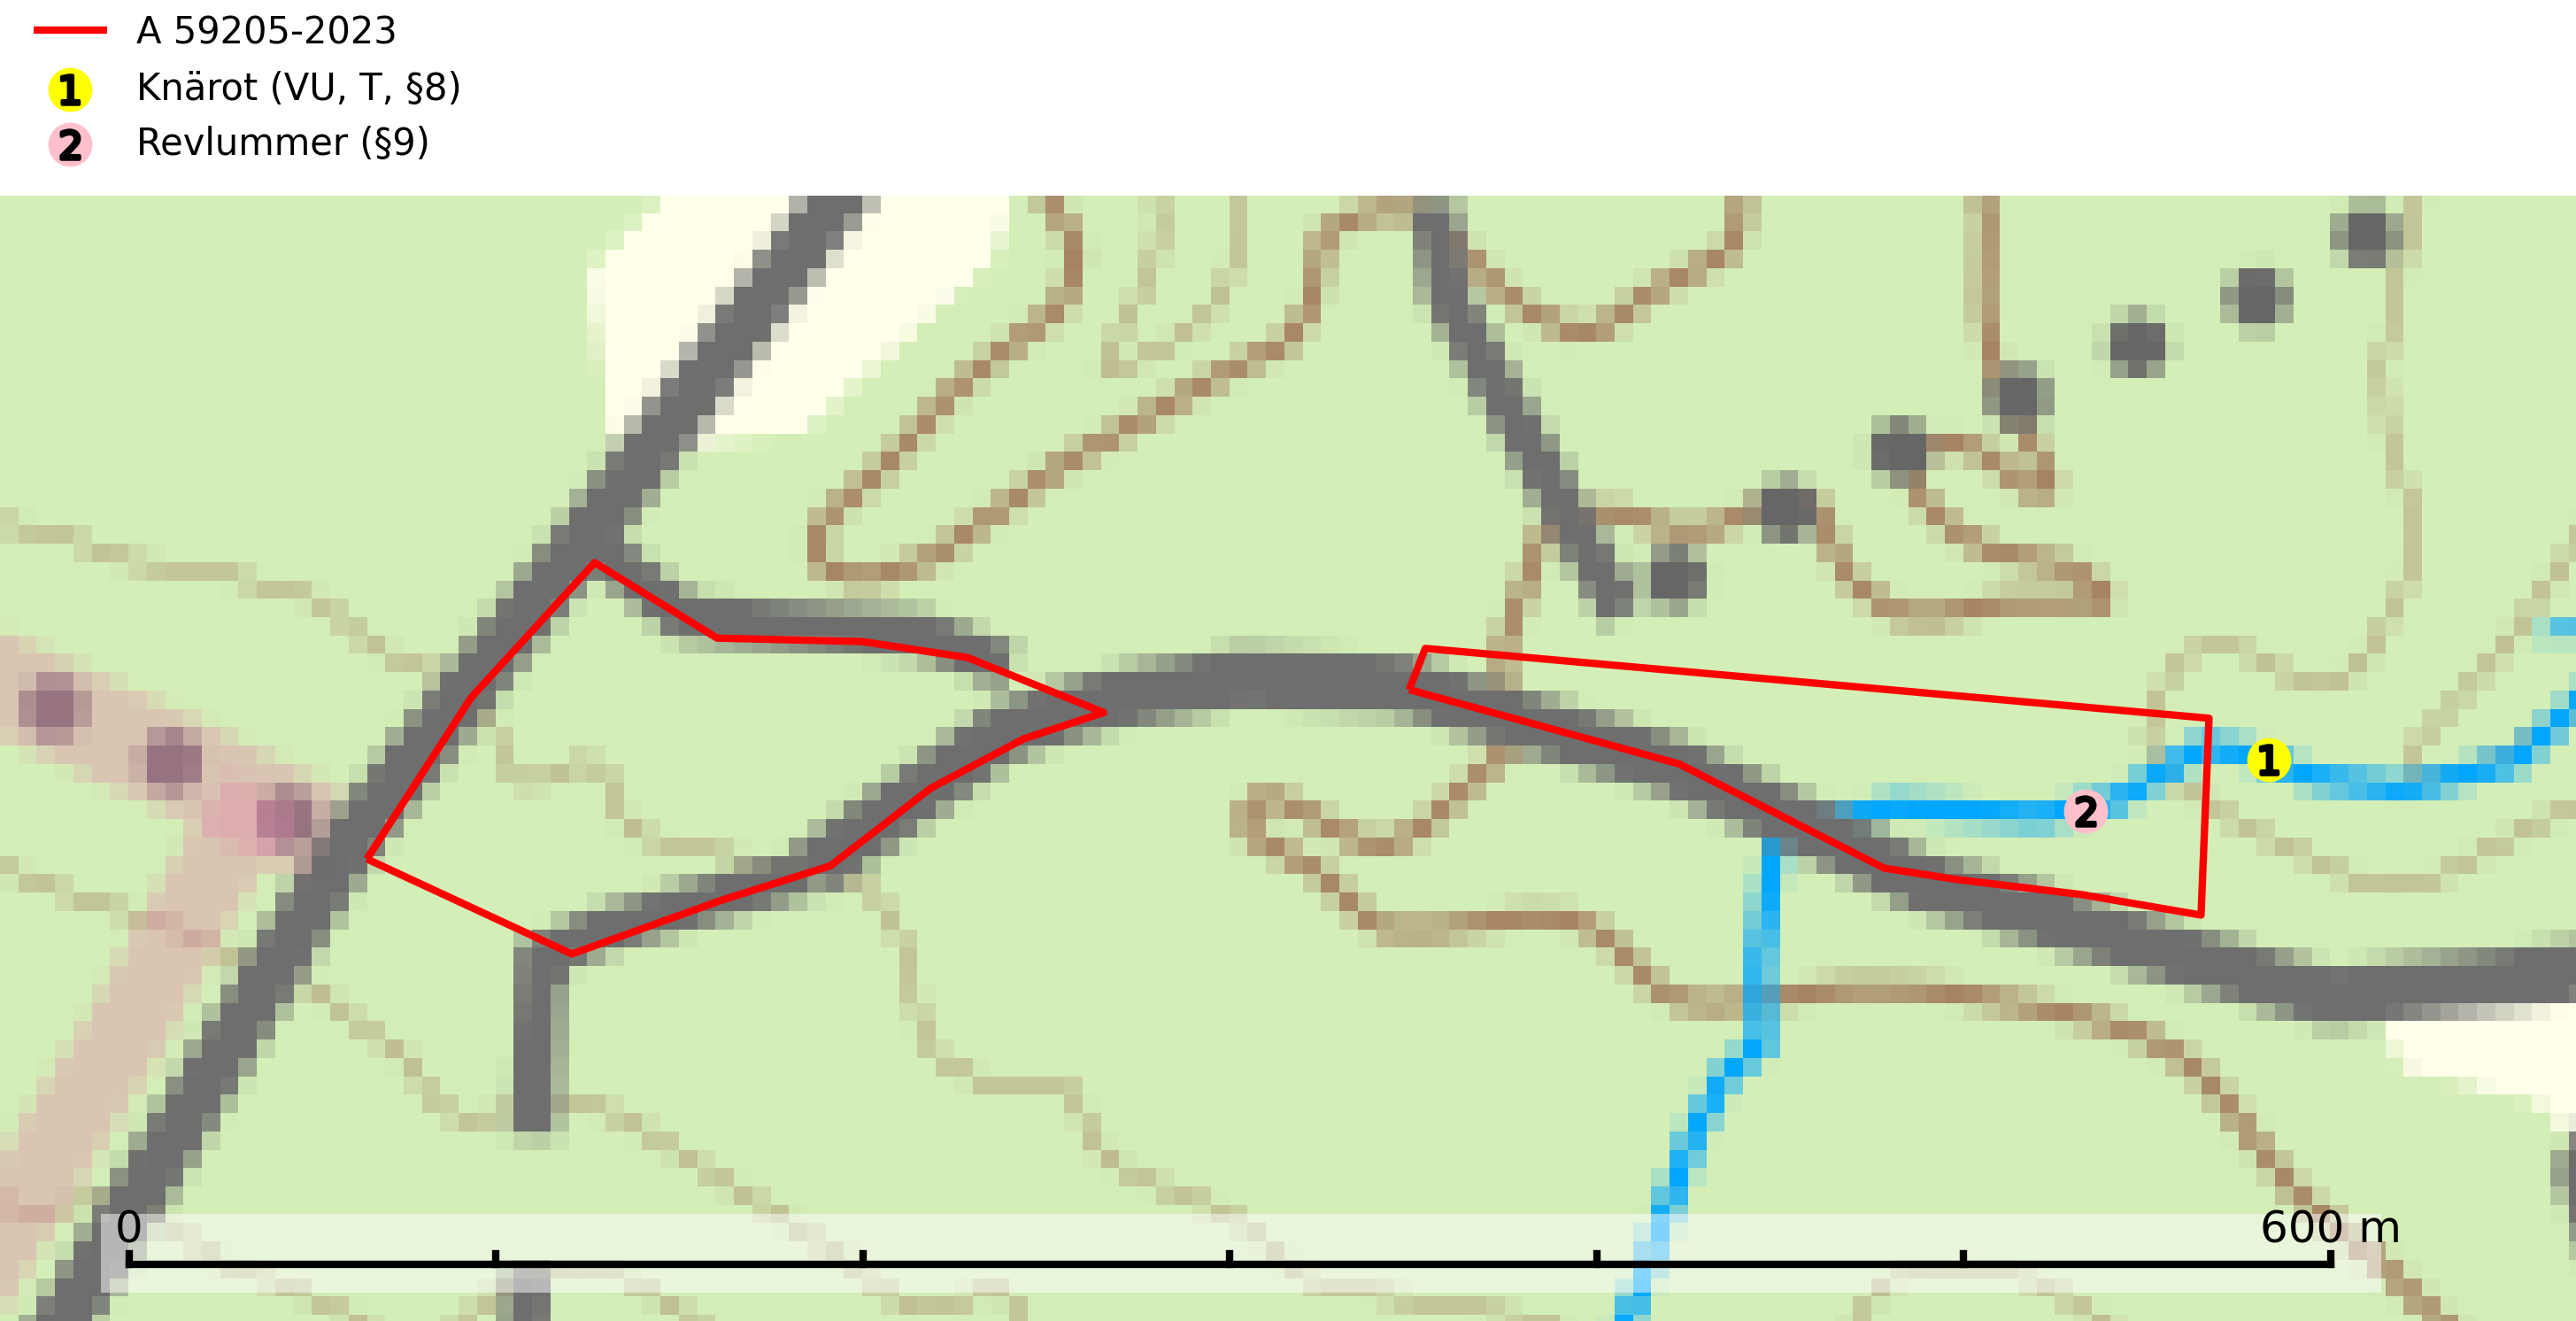 A 59205-2023
1 Knärot (VU, T, §8)
2 Revlummer (§9)
1
2
0 600 m